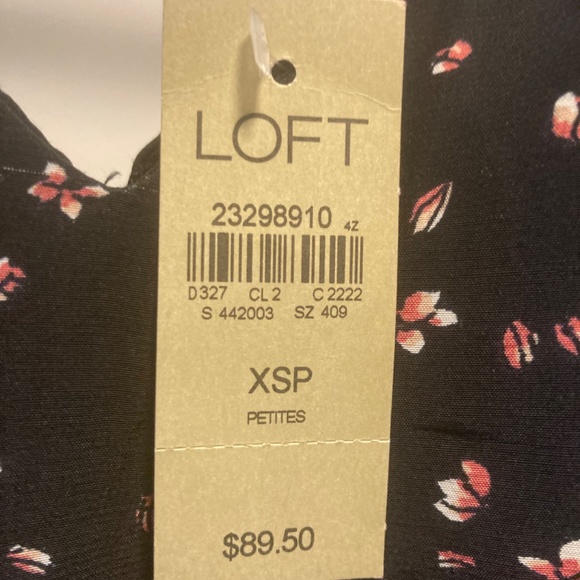 LOFT
23298910 4Z
D327 CL 2 C 2222
S 442003 SZ 409
XSP
PETITES
$89.50